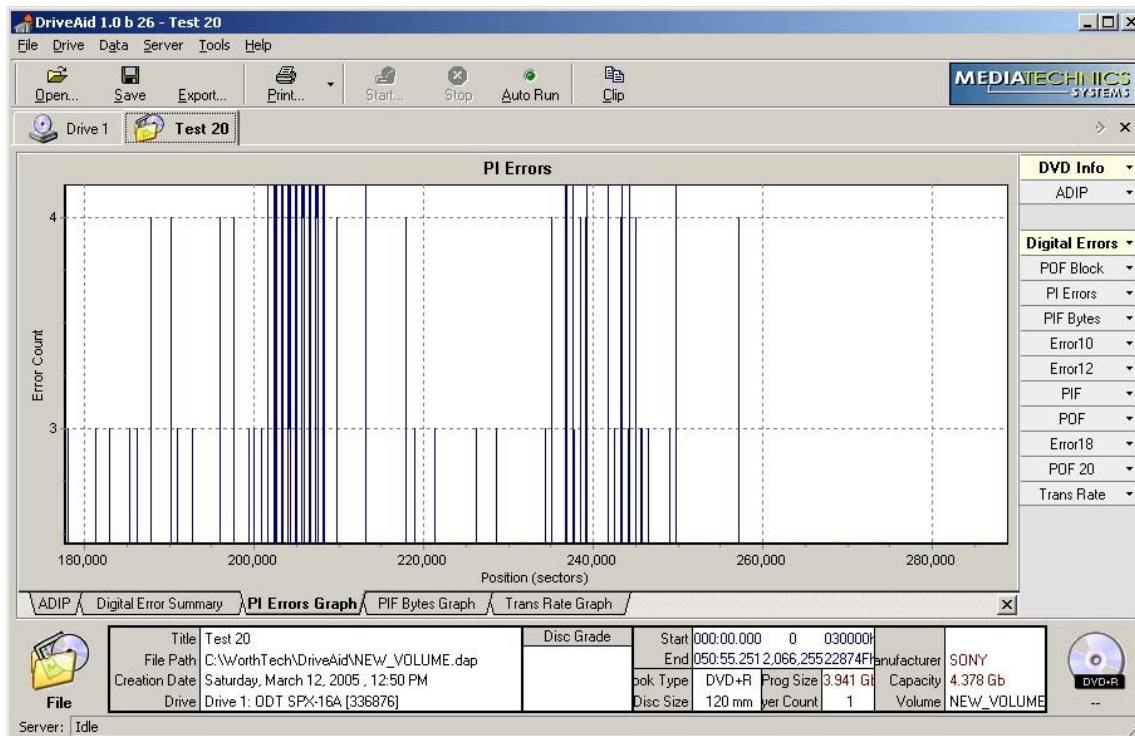 DriveAid 1.0 b 26 - Test 20
File Drive Data Server Tools Help
Open... Save Export... Print... Start... Stop Auto Run Clip
MEDIATECHNICS
SYSTEMS
Drive 1 Test 20
PI Errors
4
3
Error Count
180,000 200,000 220,000 240,000 260,000 280,000
Position (sectors)
DVD Info
ADIP
Digital Errors
POF Block
PI Errors
PIF Bytes
Error10
Error12
PIF
POF
Error18
POF 20
Trans Rate
ADIP Digital Error Summary PI Errors Graph PIF Bytes Graph Trans Rate Graph
File
Title Test 20
File Path C:\WorthTech\DriveAid\NEW_VOLUME.dap
Creation Date Saturday, March 12, 2005 , 12:50 PM
Drive Drive 1: ODT SPX-16A [336876]
Disc Grade
Start 000:00.000 0 030000H
End 050:55.251 2,066,255 22874FH anufacturer SONY
ook Type DVD+R Prog Size 3.941 Gb Capacity 4.378 Gb
Disc Size 120 mm yer Count 1 Volume NEW_VOLUME
DVD+R
--
Server: Idle